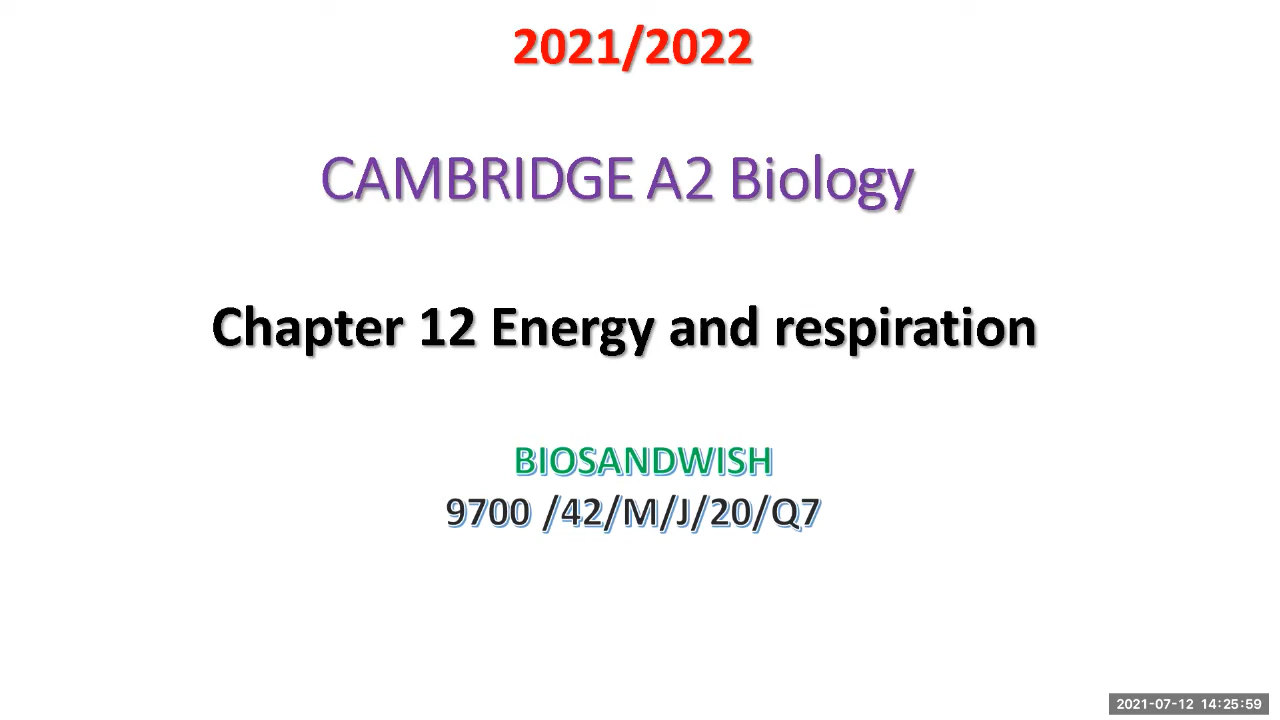 2021/2022
CAMBRIDGE A2 Biology
Chapter 12 Energy and respiration
BIOSANDWISH
9700 /42/M/J/20/Q7
2021-07-12 14:25:59